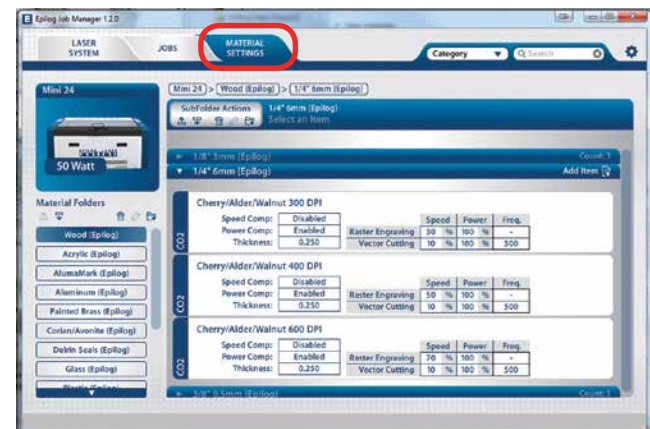 Epilog Job Manager 1.2.0
LASER SYSTEM
JOBS
MATERIAL SETTINGS
Category
Search
Mini 24
50 Watt
Material Folders
Wood (Epilog)
Acrylic (Epilog)
AlumaMark (Epilog)
Aluminum (Epilog)
Painted Brass (Epilog)
Corian/Avonite (Epilog)
Delrin Seals (Epilog)
Glass (Epilog)
Plastic (Epilog)
Mini 24 > Wood (Epilog) > 1/4" 6mm (Epilog)
SubFolder Actions
1/4" 6mm (Epilog)
Select an Item
1/8" 3mm (Epilog) Count: 3
1/4" 6mm (Epilog) Add Item
CO2
Cherry/Alder/Walnut 300 DPI
Speed Comp: Disabled Speed Power Freq.
Power Comp: Enabled Raster Engraving 30 % 100 % -
Thickness: 0.250 Vector Cutting 10 % 100 % 500
CO2
Cherry/Alder/Walnut 400 DPI
Speed Comp: Disabled Speed Power Freq.
Power Comp: Enabled Raster Engraving 50 % 100 % -
Thickness: 0.250 Vector Cutting 10 % 100 % 500
CO2
Cherry/Alder/Walnut 600 DPI
Speed Comp: Disabled Speed Power Freq.
Power Comp: Enabled Raster Engraving 70 % 100 % -
Thickness: 0.250 Vector Cutting 10 % 100 % 500
3/8" 9.5mm (Epilog) Count: 3